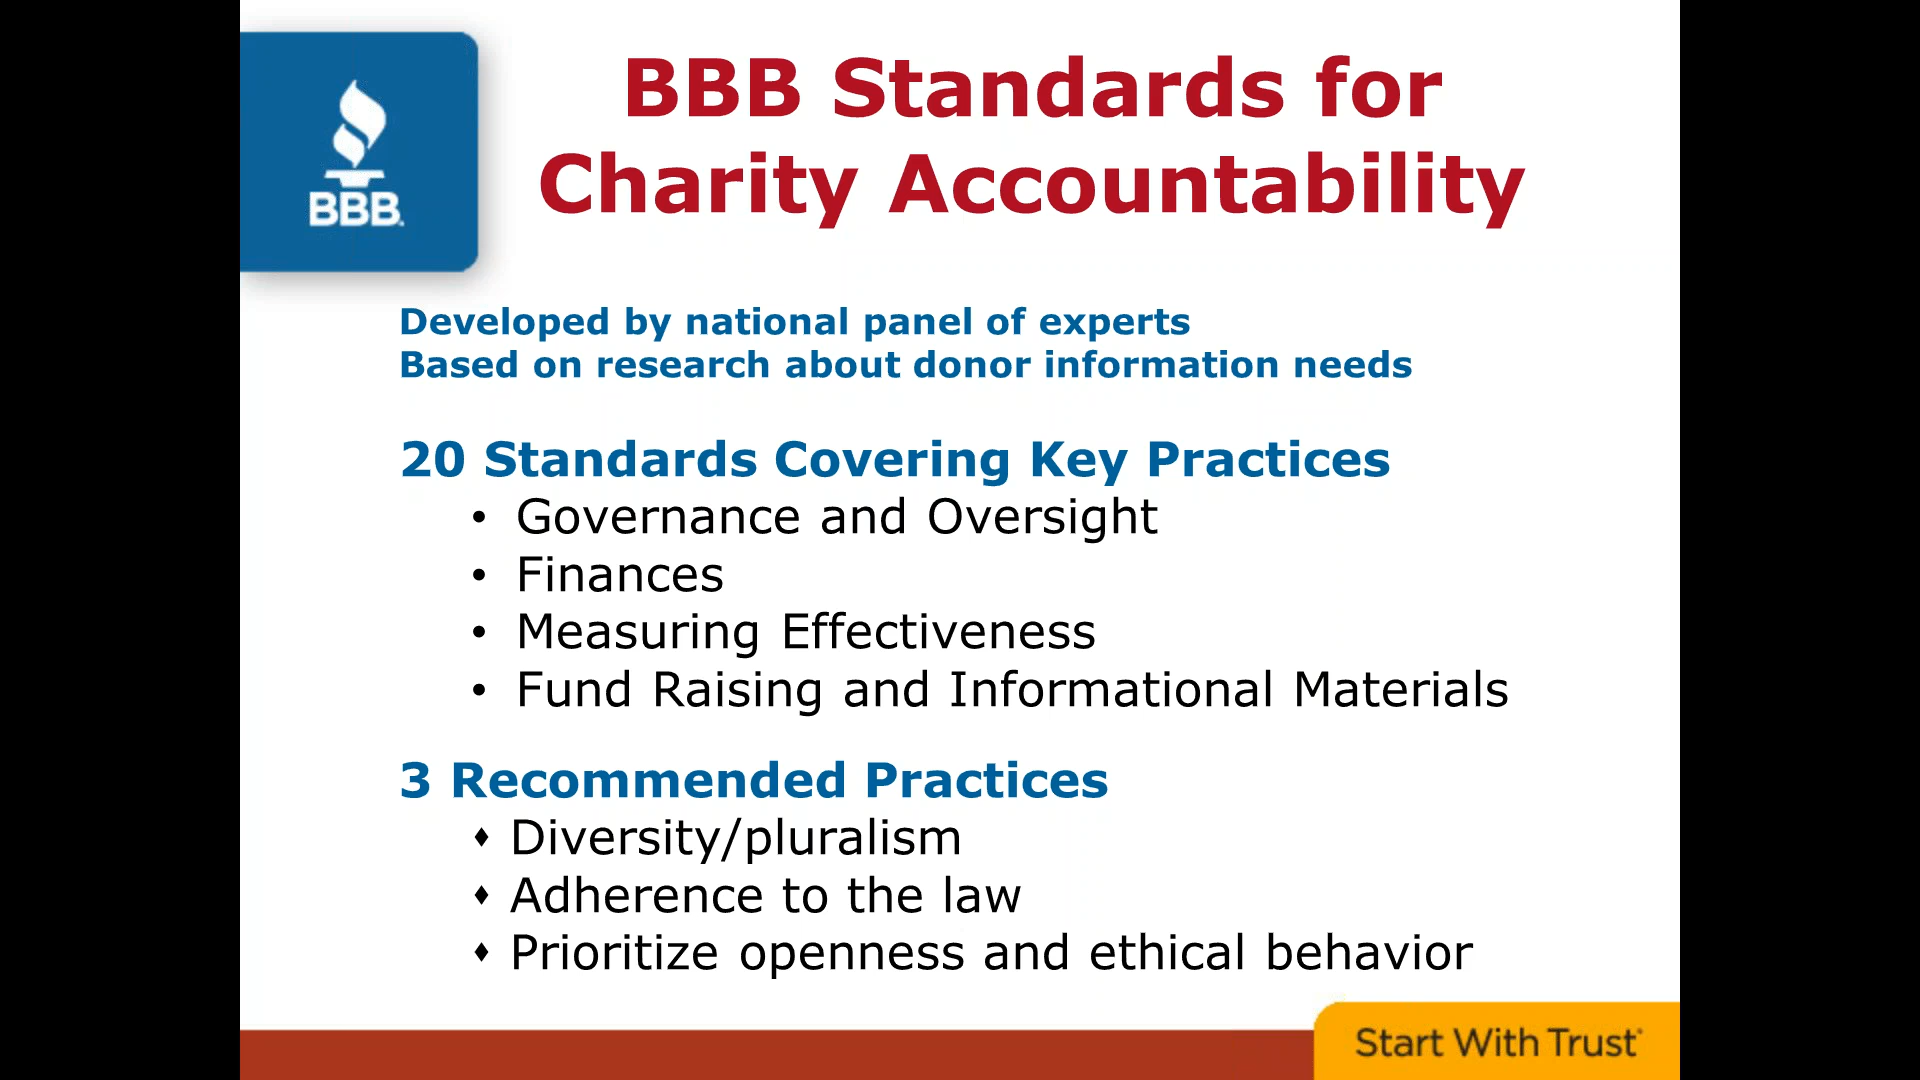 BBB.
BBB Standards for
Charity Accountability
Developed by national panel of experts
Based on research about donor information needs
20 Standards Covering Key Practices
• Governance and Oversight
• Finances
• Measuring Effectiveness
• Fund Raising and Informational Materials
3 Recommended Practices
♦ Diversity/pluralism
♦ Adherence to the law
♦ Prioritize openness and ethical behavior
Start With Trust